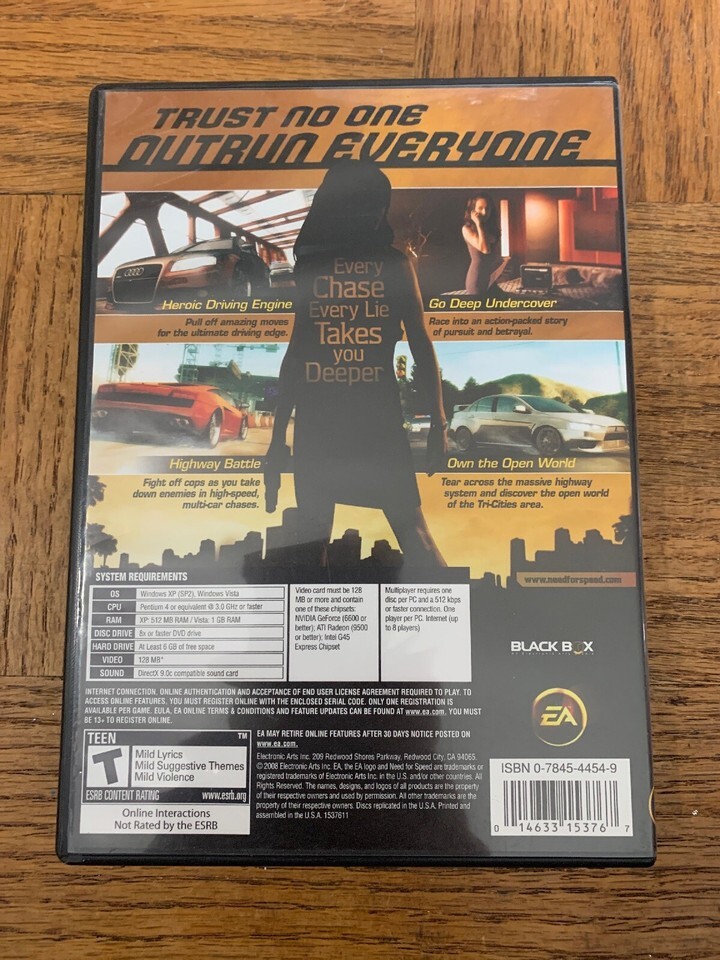 TRUST NO ONE
OUTRUN EVERYONE
Every
Chase
Every Lie
Takes
you
Deeper
Heroic Driving Engine
Pull off amazing moves
for the ultimate driving edge.
Go Deep Undercover
Race into an action-packed story
of pursuit and betrayal.
Highway Battle
Fight off cops as you take
down enemies in high-speed,
multi-car chases.
Own the Open World
Tear across the massive highway
system and discover the open world
of the Tri-Cities area.
www.needforspeed.com
SYSTEM REQUIREMENTS
OS Windows XP (SP2), Windows Vista
CPU Pentium 4 or equivalent @ 3.0 GHz or faster
RAM XP: 512 MB RAM / Vista: 1 GB RAM
DISC DRIVE 8x or faster DVD drive
HARD DRIVE At Least 6 GB of free space
VIDEO 128 MB*
SOUND DirectX 9.0c compatible sound card
Video card must be 128
MB or more and contain
one of these chipsets:
NVIDIA GeForce (6600 or
better); ATI Radeon (9500
or better); Intel G45
Express Chipset
Multiplayer requires one
disc per PC and a 512 kbps
or faster connection. One
player per PC. Internet (up
to 8 players)
BLACK BOX
INTERNET CONNECTION, ONLINE AUTHENTICATION AND ACCEPTANCE OF END USER LICENSE AGREEMENT REQUIRED TO PLAY. TO
ACCESS ONLINE FEATURES, YOU MUST REGISTER ONLINE WITH THE ENCLOSED SERIAL CODE. ONLY ONE REGISTRATION IS
AVAILABLE PER GAME. EULA, EA ONLINE TERMS & CONDITIONS AND FEATURE UPDATES CAN BE FOUND AT www.ea.com. YOU MUST
BE 13+ TO REGISTER ONLINE.
EA
TEEN TM
T
Mild Lyrics
Mild Suggestive Themes
Mild Violence
ESRB CONTENT RATING www.esrb.org
Online Interactions
Not Rated by the ESRB
EA MAY RETIRE ONLINE FEATURES AFTER 30 DAYS NOTICE POSTED ON
www.ea.com.
Electronic Arts Inc. 209 Redwood Shores Parkway, Redwood City, CA 94065.
© 2008 Electronic Arts Inc. EA, the EA logo and Need for Speed are trademarks or
registered trademarks of Electronic Arts Inc. in the U.S. and/or other countries. All
Rights Reserved. The names, designs, and logos of all products are the property
of their respective owners and used by permission. All other trademarks are the
property of their respective owners. Discs replicated in the U.S.A. Printed and
assembled in the U.S.A. 1537611
ISBN 0-7845-4454-9
0 14633 15376 7